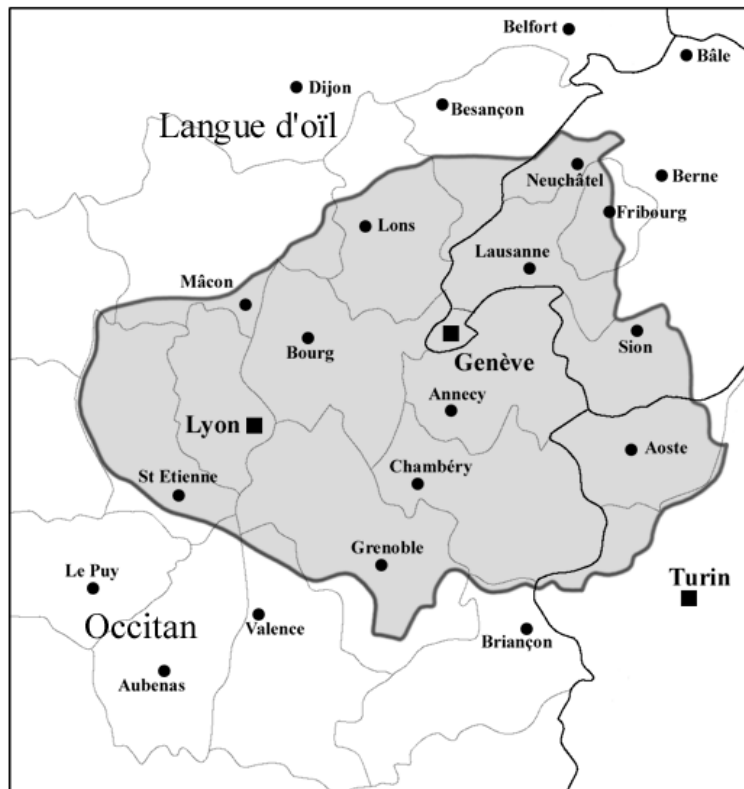 Belfort
Bâle
Dijon
Besançon
Langue d'oïl
Neuchâtel
Berne
Fribourg
Lons
Lausanne
Mâcon
Sion
Bourg
Genève
Annecy
Lyon
Aoste
Chambéry
St Etienne
Grenoble
Le Puy
Turin
Occitan
Valence
Briançon
Aubenas